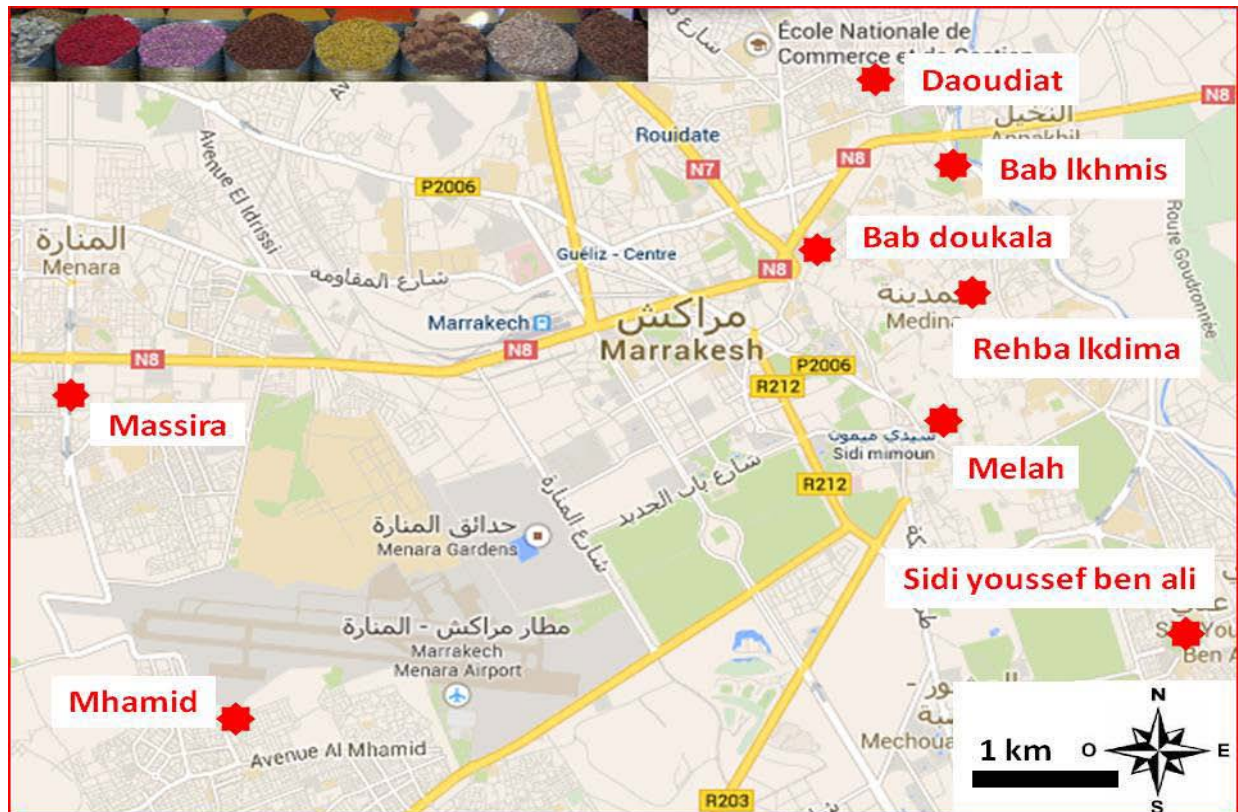 École Nationale de
Commerce et de Gestion
شارع
Daoudiat
N8
النخيل
Annakhil
Rouidate
N8
Bab lkhmis
N7
Avenue El Idrissi
P2006
Route Goudronnée
المنارة
Menara
Bab doukala
Guéliz - Centre
شارع المقاومة
N8
المدينة
Medina
Marrakech
مراكش
Marrakesh
N8
N8
Rehba lkdima
P2006
R212
Massira
سيدي ميمون
Sidi mimoun
Melah
شارع باب الجديد
R212
شارع المنارة
حدائق المنارة
Menara Gardens
Sidi youssef ben ali
مطار مراكش - المنارة
Marrakech
Menara Airport
Mhamid
Avenue Al Mhamid
Mechoua
R203
1 km
N
O
E
S